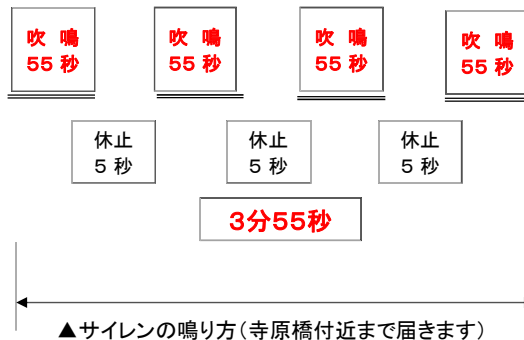 吹 鳴
55 秒
吹 鳴
55 秒
吹 鳴
55 秒
吹 鳴
55 秒
休止
5 秒
休止
5 秒
休止
5 秒
3分55秒
▲サイレンの鳴り方(寺原橋付近まで届きます)